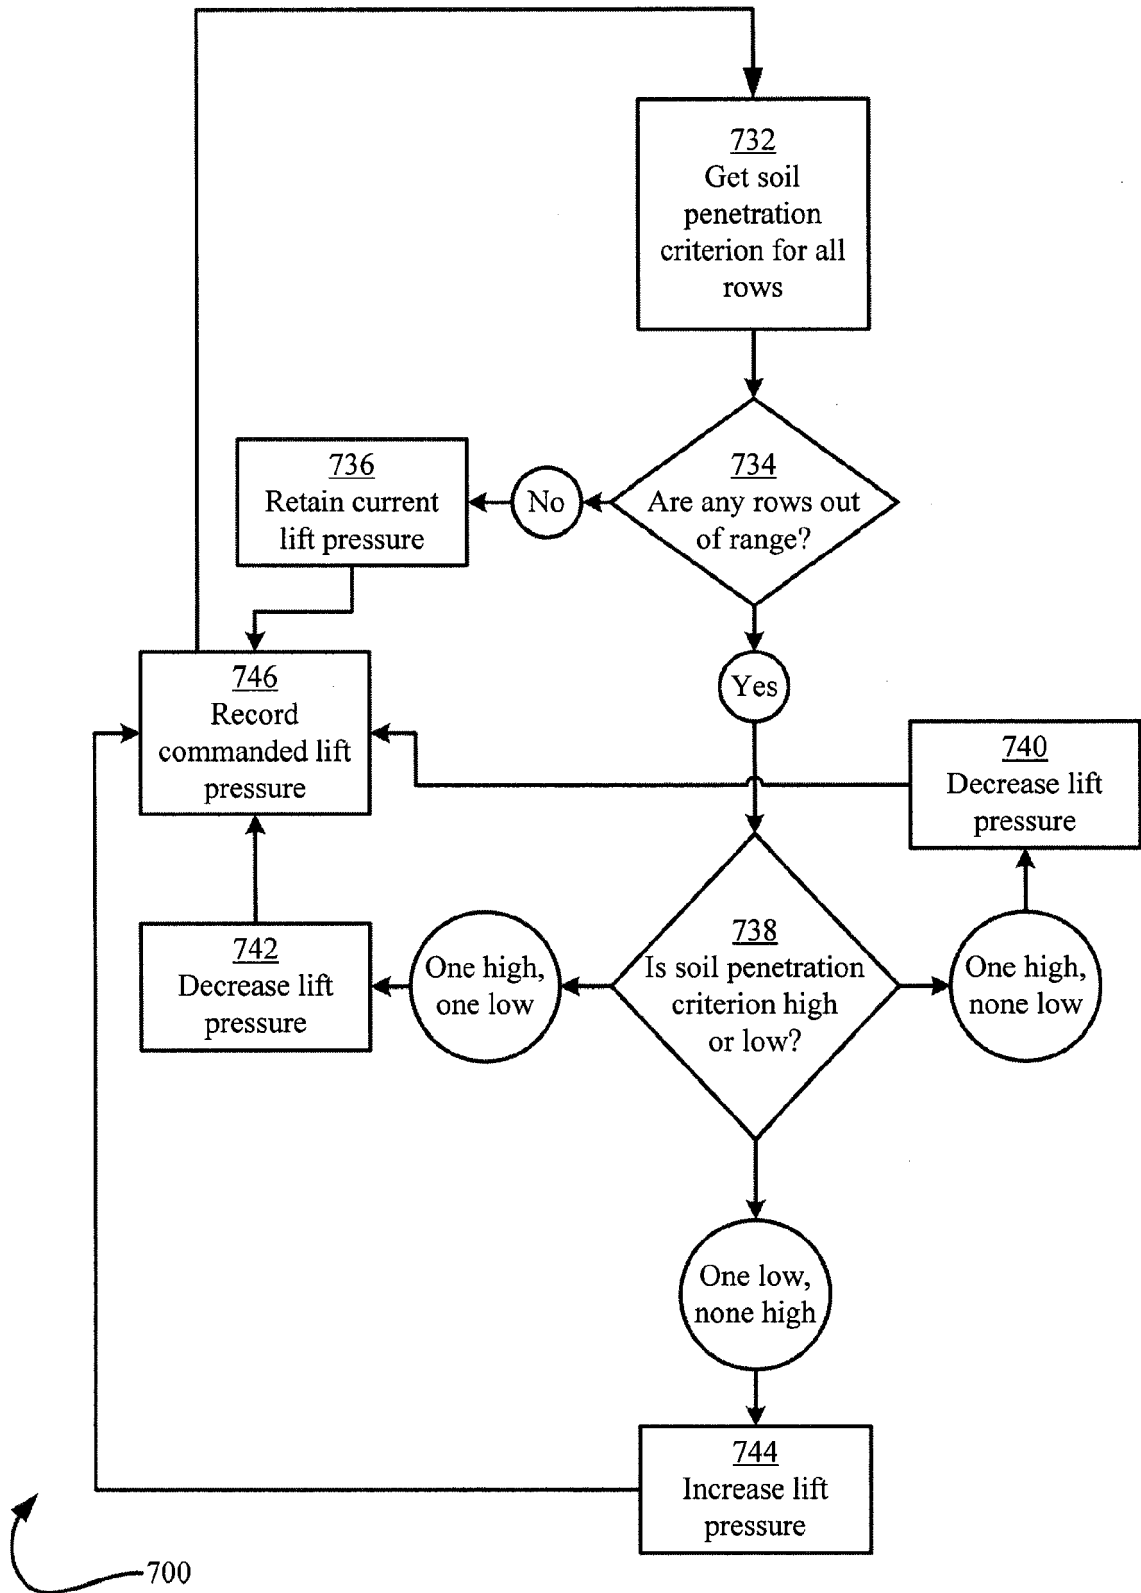 732
Get soil
penetration
criterion for all
rows
734
Are any rows out
of range?
No
736
Retain current
lift pressure
Yes
746
Record
commanded lift
pressure
740
Decrease lift
pressure
738
Is soil penetration
criterion high
or low?
One high,
one low
742
Decrease lift
pressure
One high,
none low
One low,
none high
744
Increase lift
pressure
700